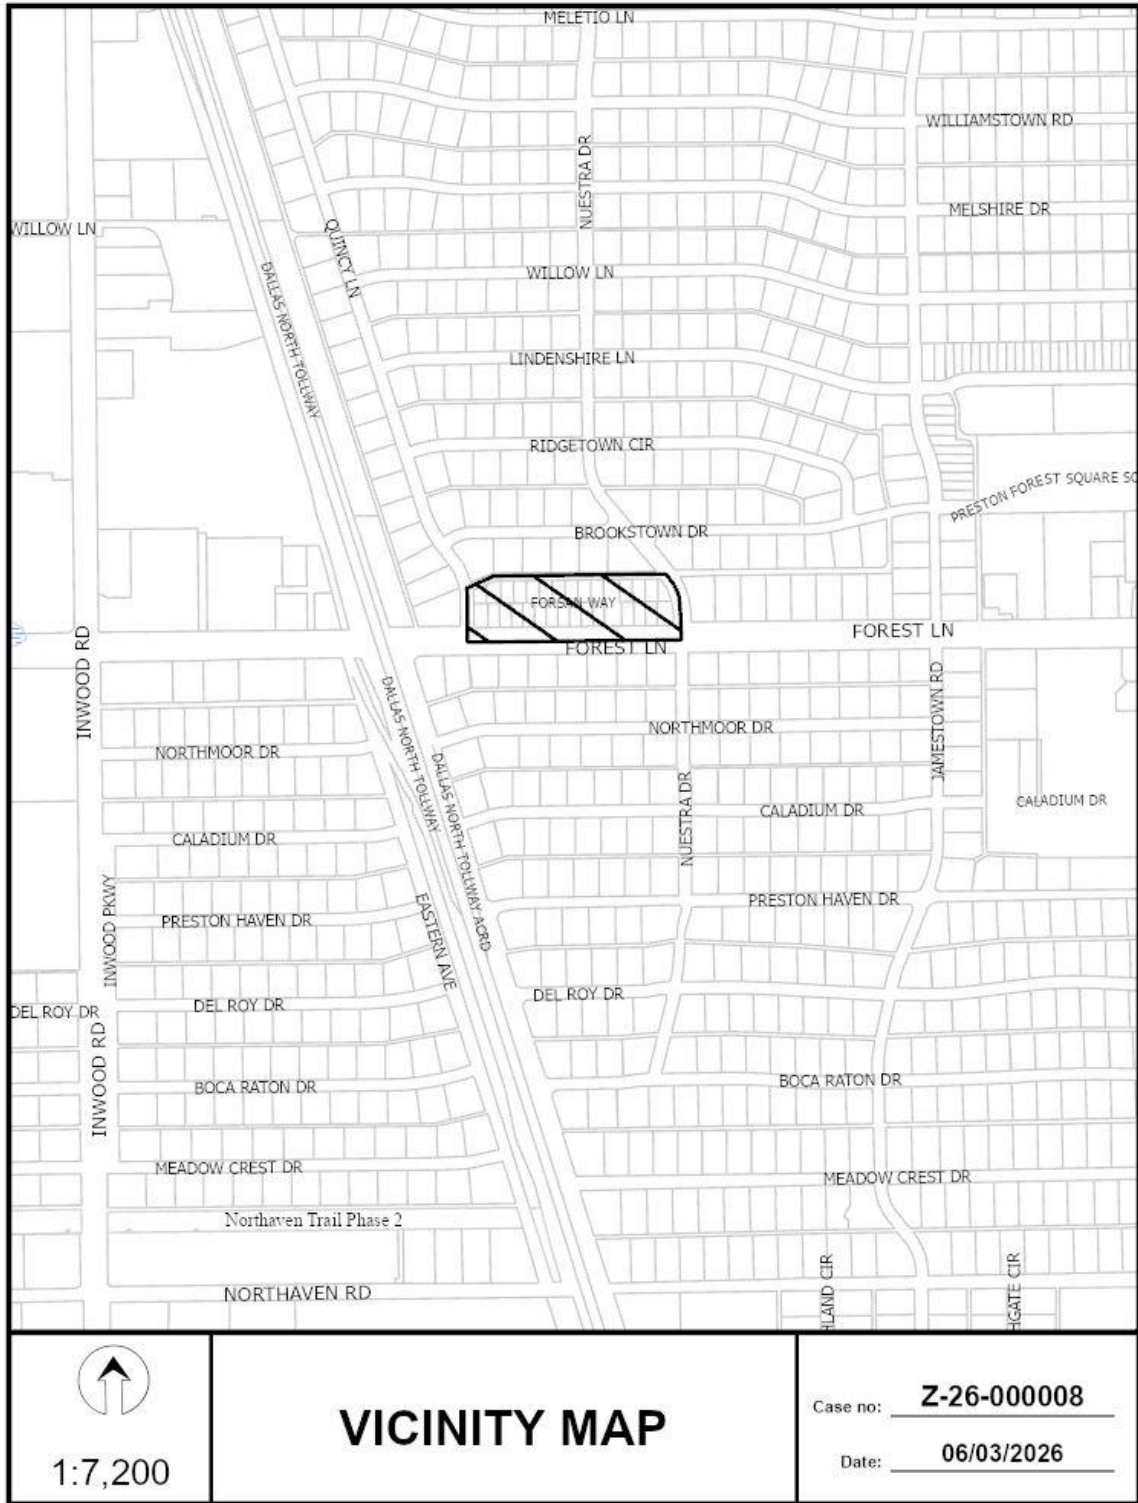 MELETIO LN
WILLIAMSTOWN RD
NUESTRA DR
MELSHIRE DR
WILLOW LN
QUINCY LN
WILLOW LN
DALLAS NORTH TOLLWAY
LINDENSHIRE LN
RIDGETOWN CIR
PRESTON FOREST SQUARE SC
BROOKSTOWN DR
FORSAN WAY
FOREST LN
FOREST LN
INWOOD RD
DALLAS NORTH TOLLWAY
DALLAS NORTH TOLLWAY ACRD
JAMESTOWN RD
NORTHMOOR DR
NORTHMOOR DR
NUESTRA DR
CALADIUM DR
CALADIUM DR
CALADIUM DR
INWOOD PKWY
EASTERN AVE
PRESTON HAVEN DR
PRESTON HAVEN DR
DEL ROY DR
DEL ROY DR
DEL ROY DR
INWOOD RD
BOCA RATON DR
BOCA RATON DR
MEADOW CREST DR
MEADOW CREST DR
Northaven Trail Phase 2
NORTHAVEN RD
HLAND CIR
HGATE CIR
1:7,200
VICINITY MAP
Case no: Z-26-000008
Date: 06/03/2026